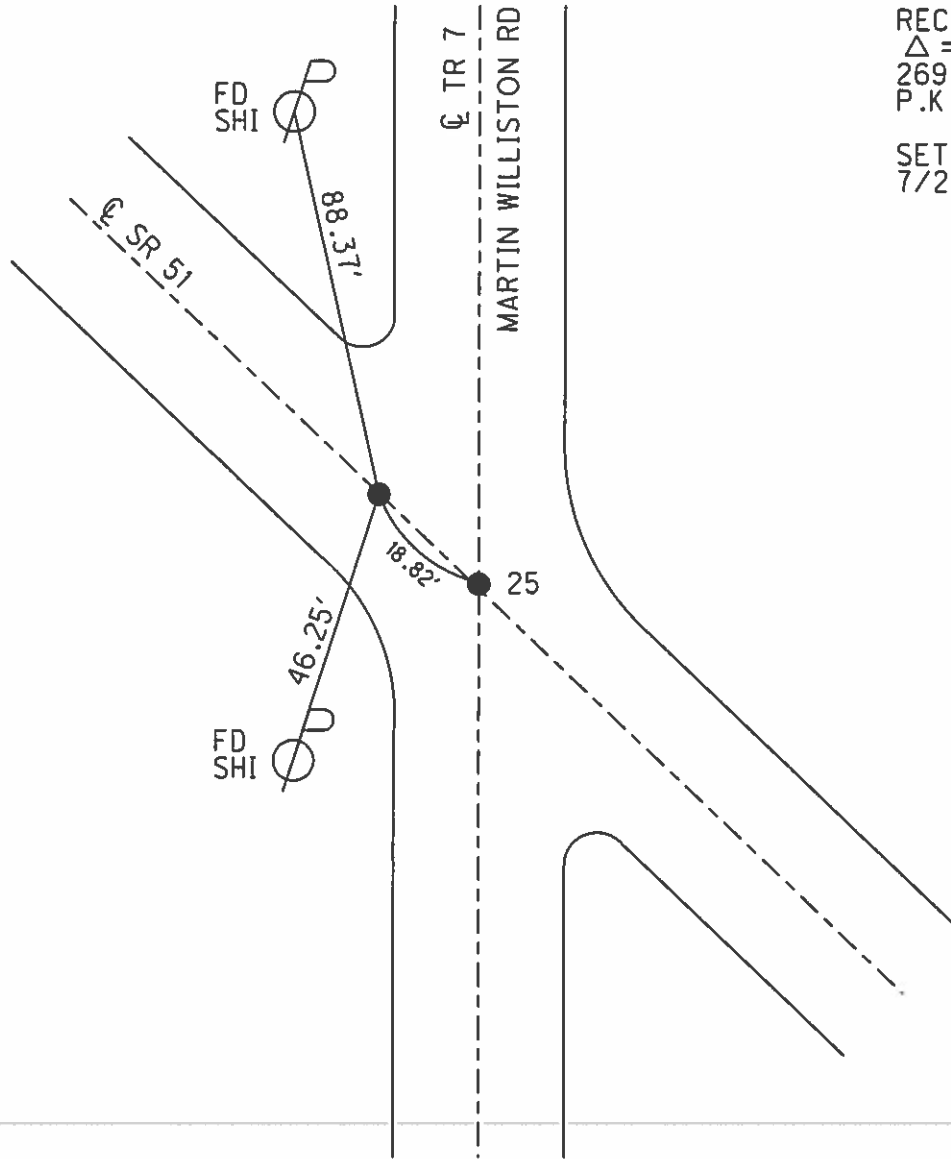 REC
△ =
269
P.K
SET
7/2
FD
SHI
℄ TR 7
MARTIN WILLISTON RD
88.37'
℄ SR 51
18.82'
25
46.25'
FD
SHI